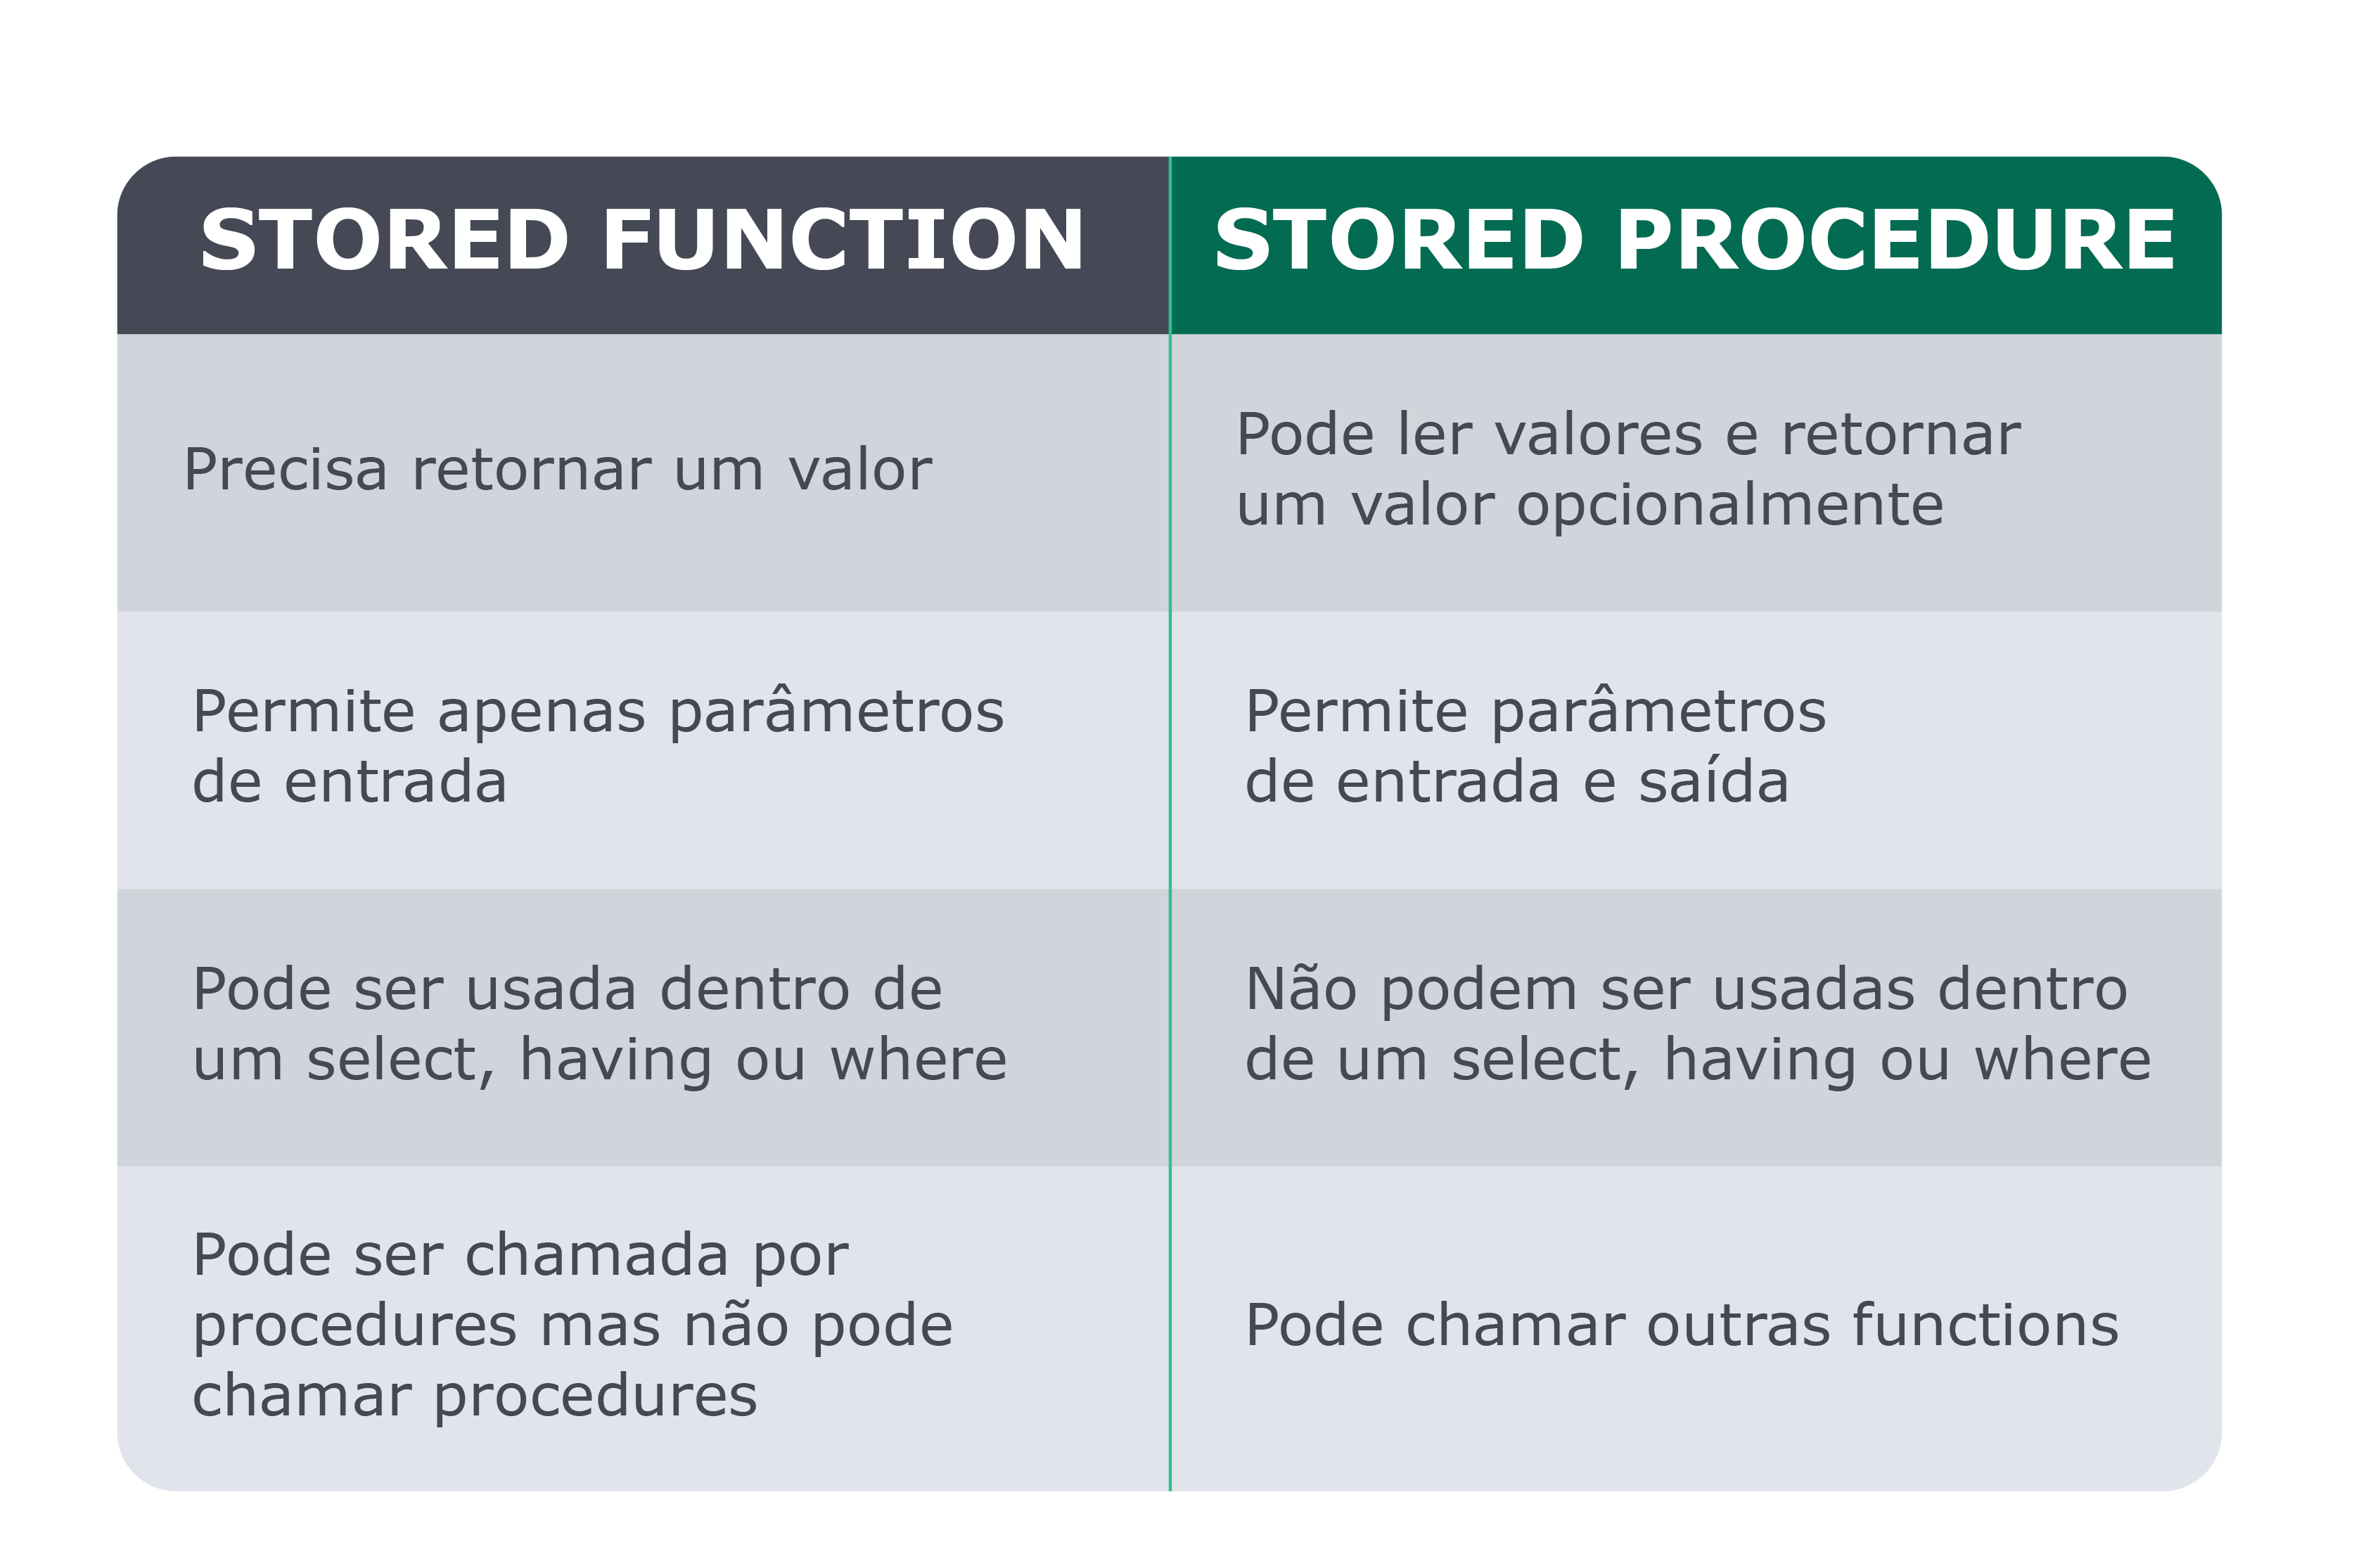 STORED FUNCTION
STORED PROCEDURE
Precisa retornar um valor
Pode ler valores e retornar
um valor opcionalmente
Permite apenas parâmetros
de entrada
Permite parâmetros
de entrada e saída
Pode ser usada dentro de
um select, having ou where
Não podem ser usadas dentro
de um select, having ou where
Pode ser chamada por
procedures mas não pode
chamar procedures
Pode chamar outras functions